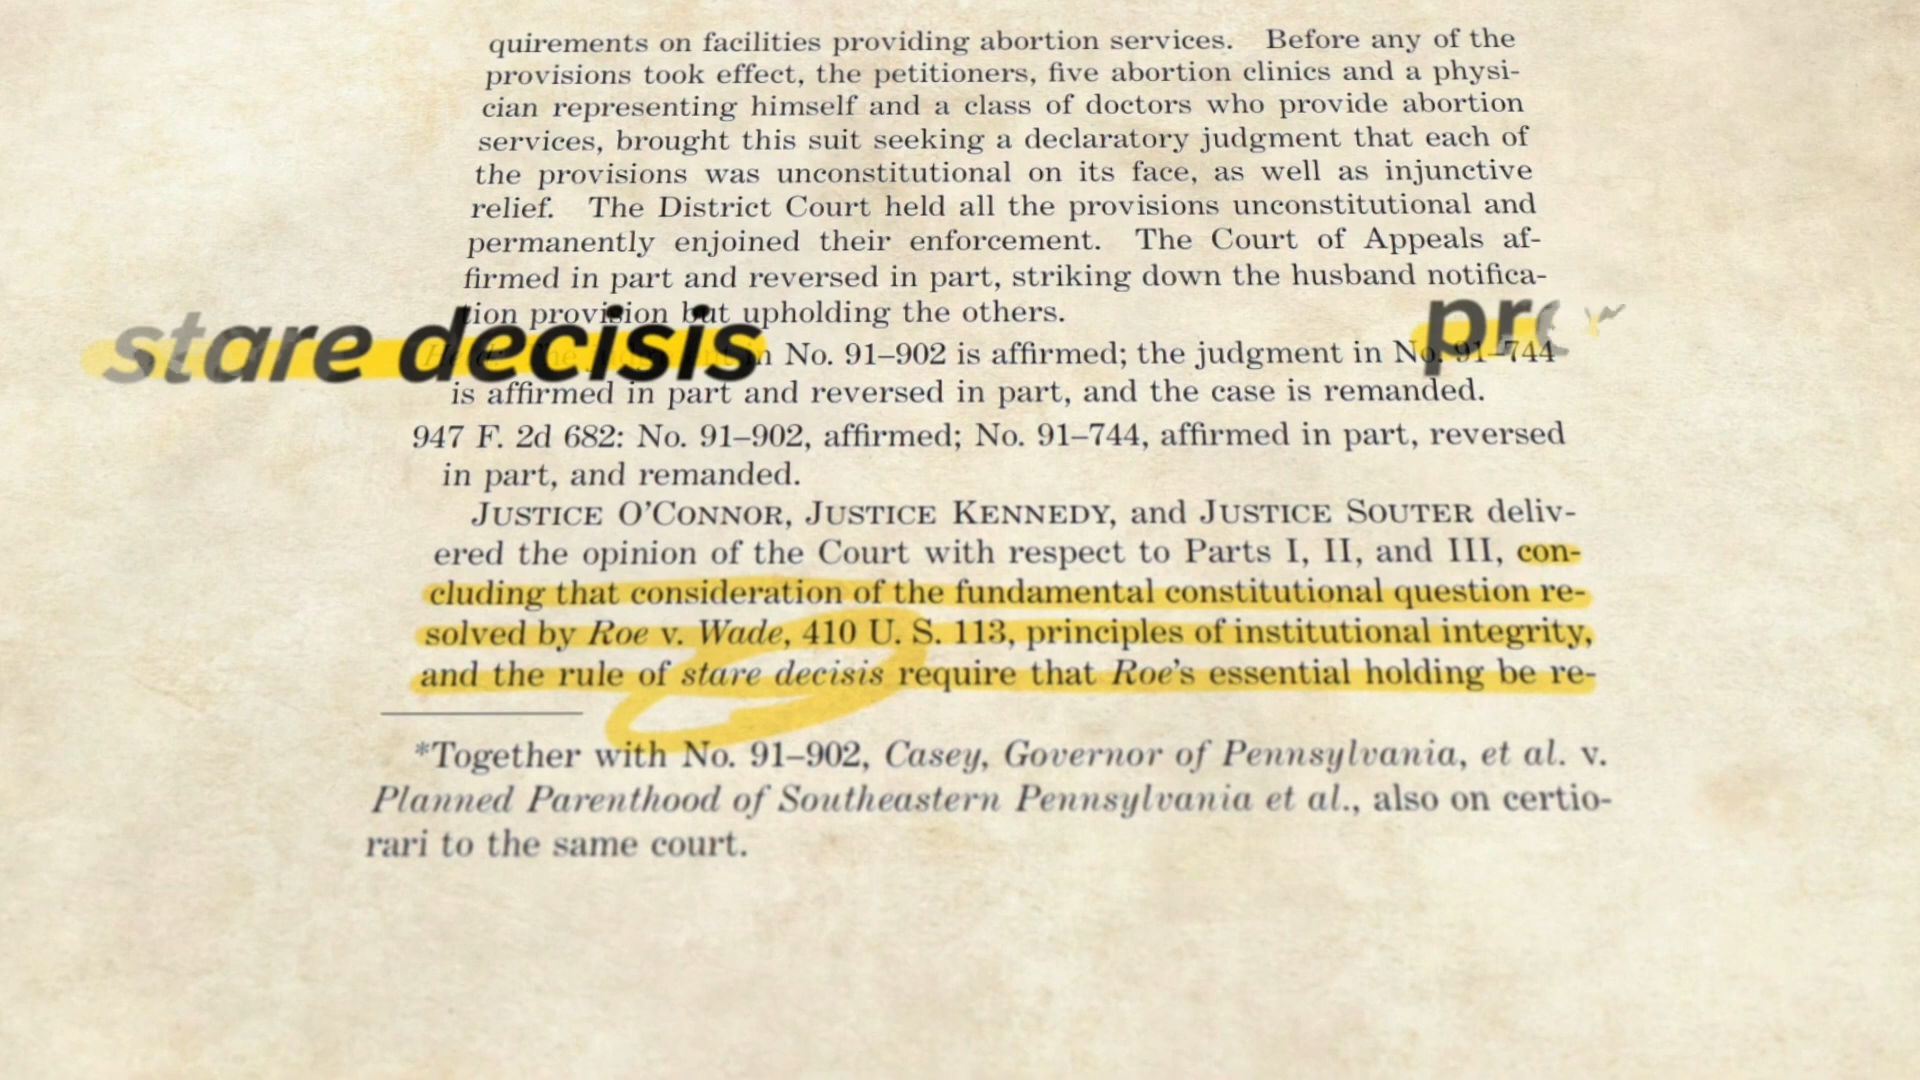 quirements on facilities providing abortion services. Before any of the
provisions took effect, the petitioners, five abortion clinics and a physi-
cian representing himself and a class of doctors who provide abortion
services, brought this suit seeking a declaratory judgment that each of
the provisions was unconstitutional on its face, as well as injunctive
relief. The District Court held all the provisions unconstitutional and
permanently enjoined their enforcement. The Court of Appeals af-
firmed in part and reversed in part, striking down the husband notifica-
tion provision but upholding the others.
stare decisis
in No. 91–902 is affirmed; the judgment in No. 91–744
is affirmed in part and reversed in part, and the case is remanded.
947 F. 2d 682: No. 91–902, affirmed; No. 91–744, affirmed in part, reversed
in part, and remanded.
JUSTICE O'CONNOR, JUSTICE KENNEDY, and JUSTICE SOUTER deliv-
ered the opinion of the Court with respect to Parts I, II, and III, con-
cluding that consideration of the fundamental constitutional question re-
solved by Roe v. Wade, 410 U. S. 113, principles of institutional integrity,
and the rule of stare decisis require that Roe's essential holding be re-
*Together with No. 91–902, Casey, Governor of Pennsylvania, et al. v.
Planned Parenthood of Southeastern Pennsylvania et al., also on certio-
rari to the same court.